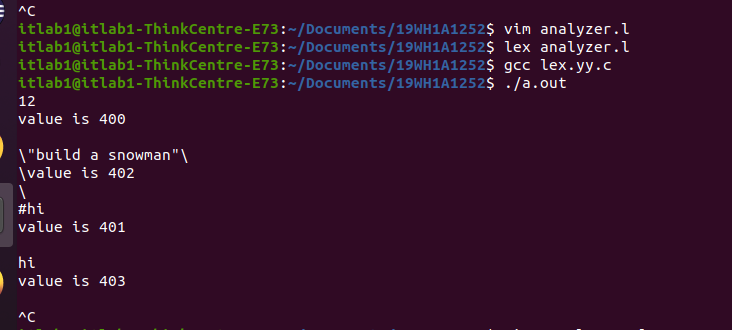 ^C
itlab1@itlab1-ThinkCentre-E73:~/Documents/19WH1A1252$ vim analyzer.l
itlab1@itlab1-ThinkCentre-E73:~/Documents/19WH1A1252$ lex analyzer.l
itlab1@itlab1-ThinkCentre-E73:~/Documents/19WH1A1252$ gcc lex.yy.c
itlab1@itlab1-ThinkCentre-E73:~/Documents/19WH1A1252$ ./a.out
12
value is 400
\"build a snowman"\
\value is 402
\
#hi
value is 401
hi
value is 403
^C